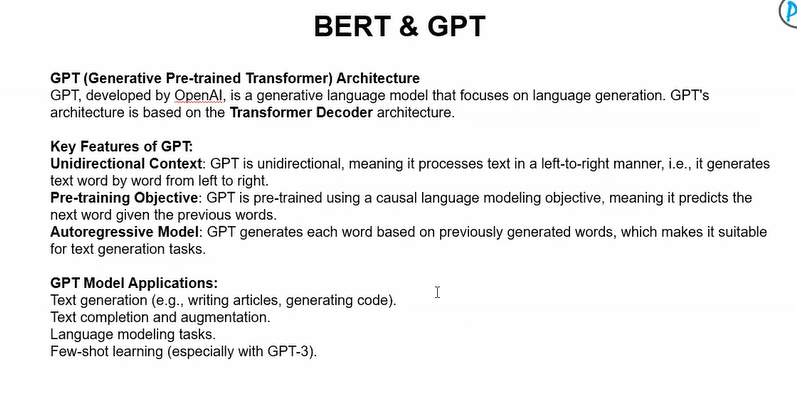 BERT & GPT
GPT (Generative Pre-trained Transformer) Architecture
GPT, developed by OpenAI, is a generative language model that focuses on language generation. GPT's
architecture is based on the Transformer Decoder architecture.
Key Features of GPT:
Unidirectional Context: GPT is unidirectional, meaning it processes text in a left-to-right manner, i.e., it generates
text word by word from left to right.
Pre-training Objective: GPT is pre-trained using a causal language modeling objective, meaning it predicts the
next word given the previous words.
Autoregressive Model: GPT generates each word based on previously generated words, which makes it suitable
for text generation tasks.
GPT Model Applications:
Text generation (e.g., writing articles, generating code).
Text completion and augmentation.
Language modeling tasks.
Few-shot learning (especially with GPT-3).